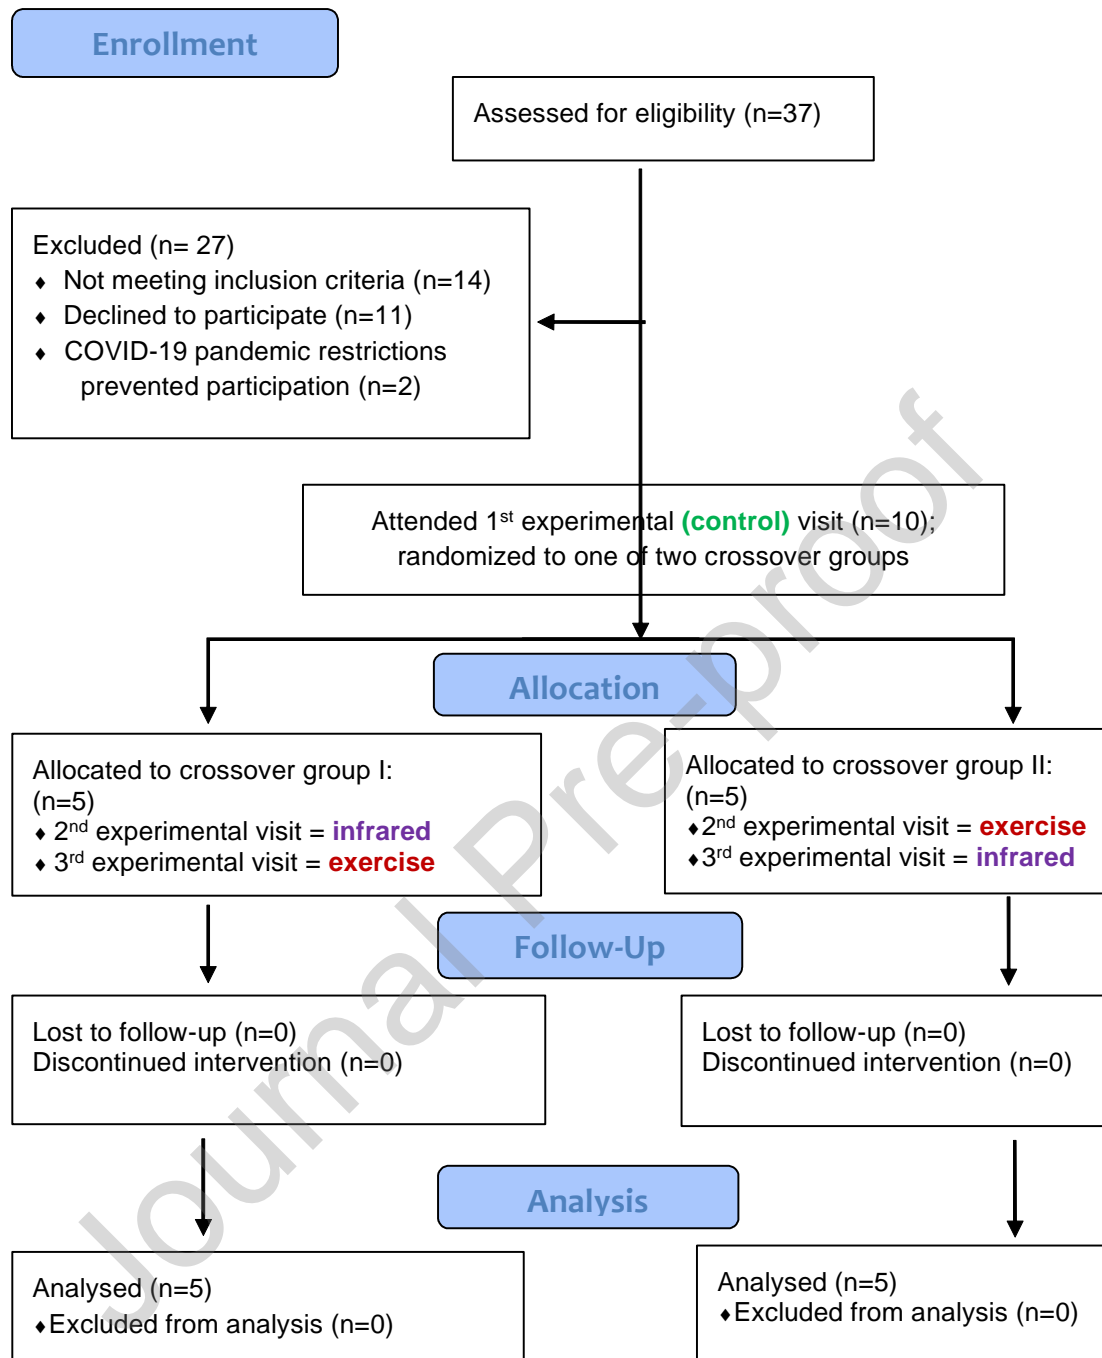 Enrollment
Assessed for eligibility (n=37)
Excluded (n= 27)
♦ Not meeting inclusion criteria (n=14)
♦ Declined to participate (n=11)
♦ COVID-19 pandemic restrictions
prevented participation (n=2)
Attended 1st experimental (control) visit (n=10);
randomized to one of two crossover groups
Allocation
Allocated to crossover group I:
(n=5)
♦ 2nd experimental visit = infrared
♦ 3rd experimental visit = exercise
Allocated to crossover group II:
(n=5)
♦2nd experimental visit = exercise
♦3rd experimental visit = infrared
Follow-Up
Lost to follow-up (n=0)
Discontinued intervention (n=0)
Lost to follow-up (n=0)
Discontinued intervention (n=0)
Analysis
Analysed (n=5)
♦Excluded from analysis (n=0)
Analysed (n=5)
♦Excluded from analysis (n=0)
Journal Pre-proof